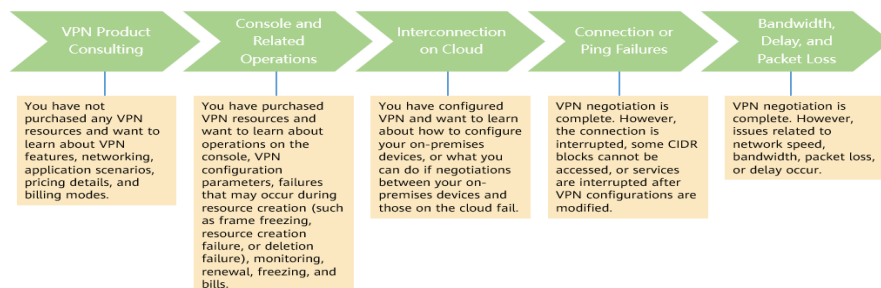 VPN Product
Consulting
Console and
Related
Operations
Interconnection
on Cloud
Connection or
Ping Failures
Bandwidth,
Delay, and
Packet Loss
You have not
purchased any VPN
resources and want to
learn about VPN
features, networking,
application scenarios,
pricing details, and
billing modes.
You have purchased
VPN resources and
want to learn about
operations on the
console, VPN
configuration
parameters, failures
that may occur during
resource creation (such
as frame freezing,
resource creation
failure, or deletion
failure), monitoring,
renewal, freezing, and
bills.
You have configured
VPN and want to learn
about how to configure
your on-premises
devices, or what you
can do if negotiations
between your on-
premises devices and
those on the cloud fail.
VPN negotiation is
complete. However,
the connection is
interrupted, some CIDR
blocks cannot be
accessed, or services
are interrupted after
VPN configurations are
modified.
VPN negotiation is
complete. However,
issues related to
network speed,
bandwidth, packet loss,
or delay occur.